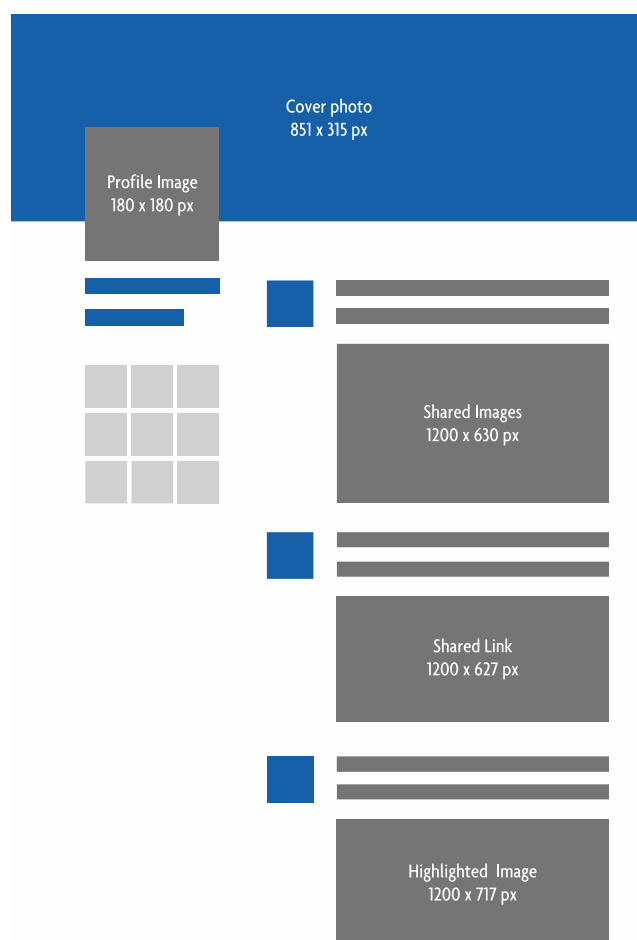 Cover photo
851 x 315 px
Profile Image
180 x 180 px
Shared Images
1200 x 630 px
Shared Link
1200 x 627 px
Highlighted Image
1200 x 717 px